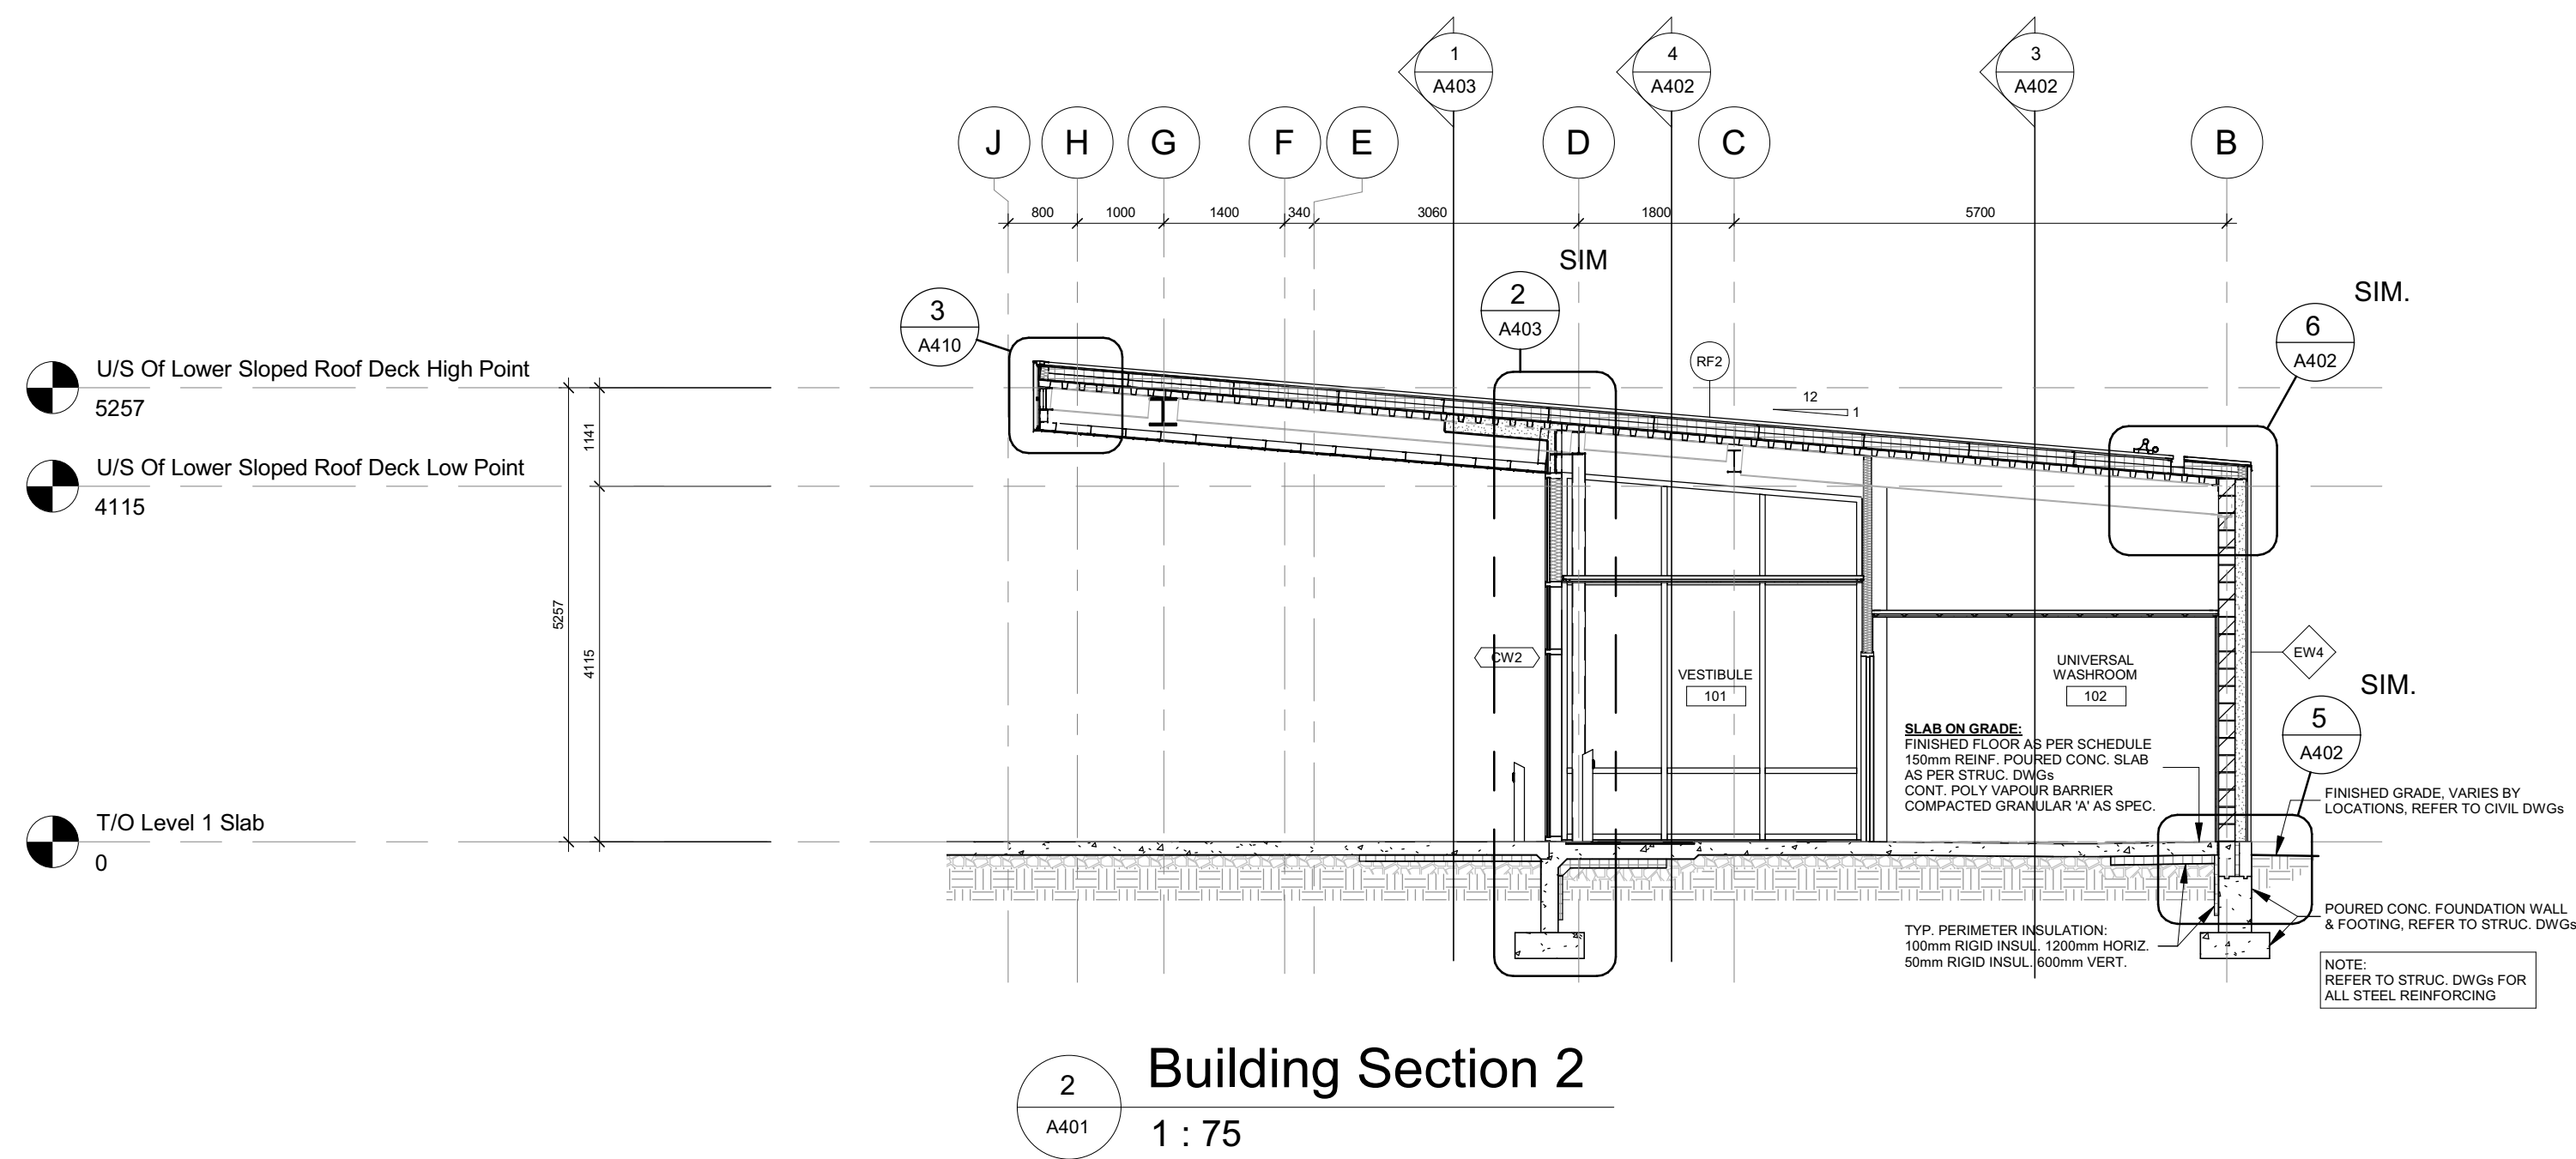 1
A403
4
A402
3
A402
J
H
G
F
E
D
C
B
800
1000
1400
340
3060
1800
5700
SIM
2
A403
3
A410
SIM.
6
A402
RF2
12
1
U/S Of Lower Sloped Roof Deck High Point
5257
U/S Of Lower Sloped Roof Deck Low Point
4115
1141
5257
4115
CW2
VESTIBULE
101
UNIVERSAL
WASHROOM
102
EW4
SIM.
5
A402
SLAB ON GRADE:
FINISHED FLOOR AS PER SCHEDULE
150mm REINF. POURED CONC. SLAB
AS PER STRUC. DWGs
CONT. POLY VAPOUR BARRIER
COMPACTED GRANULAR 'A' AS SPEC.
FINISHED GRADE, VARIES BY
LOCATIONS, REFER TO CIVIL DWGs
T/O Level 1 Slab
0
TYP. PERIMETER INSULATION:
100mm RIGID INSUL. 1200mm HORIZ.
50mm RIGID INSUL. 600mm VERT.
POURED CONC. FOUNDATION WALL
& FOOTING, REFER TO STRUC. DWGs
NOTE:
REFER TO STRUC. DWGs FOR
ALL STEEL REINFORCING
2
A401
Building Section 2
1 : 75